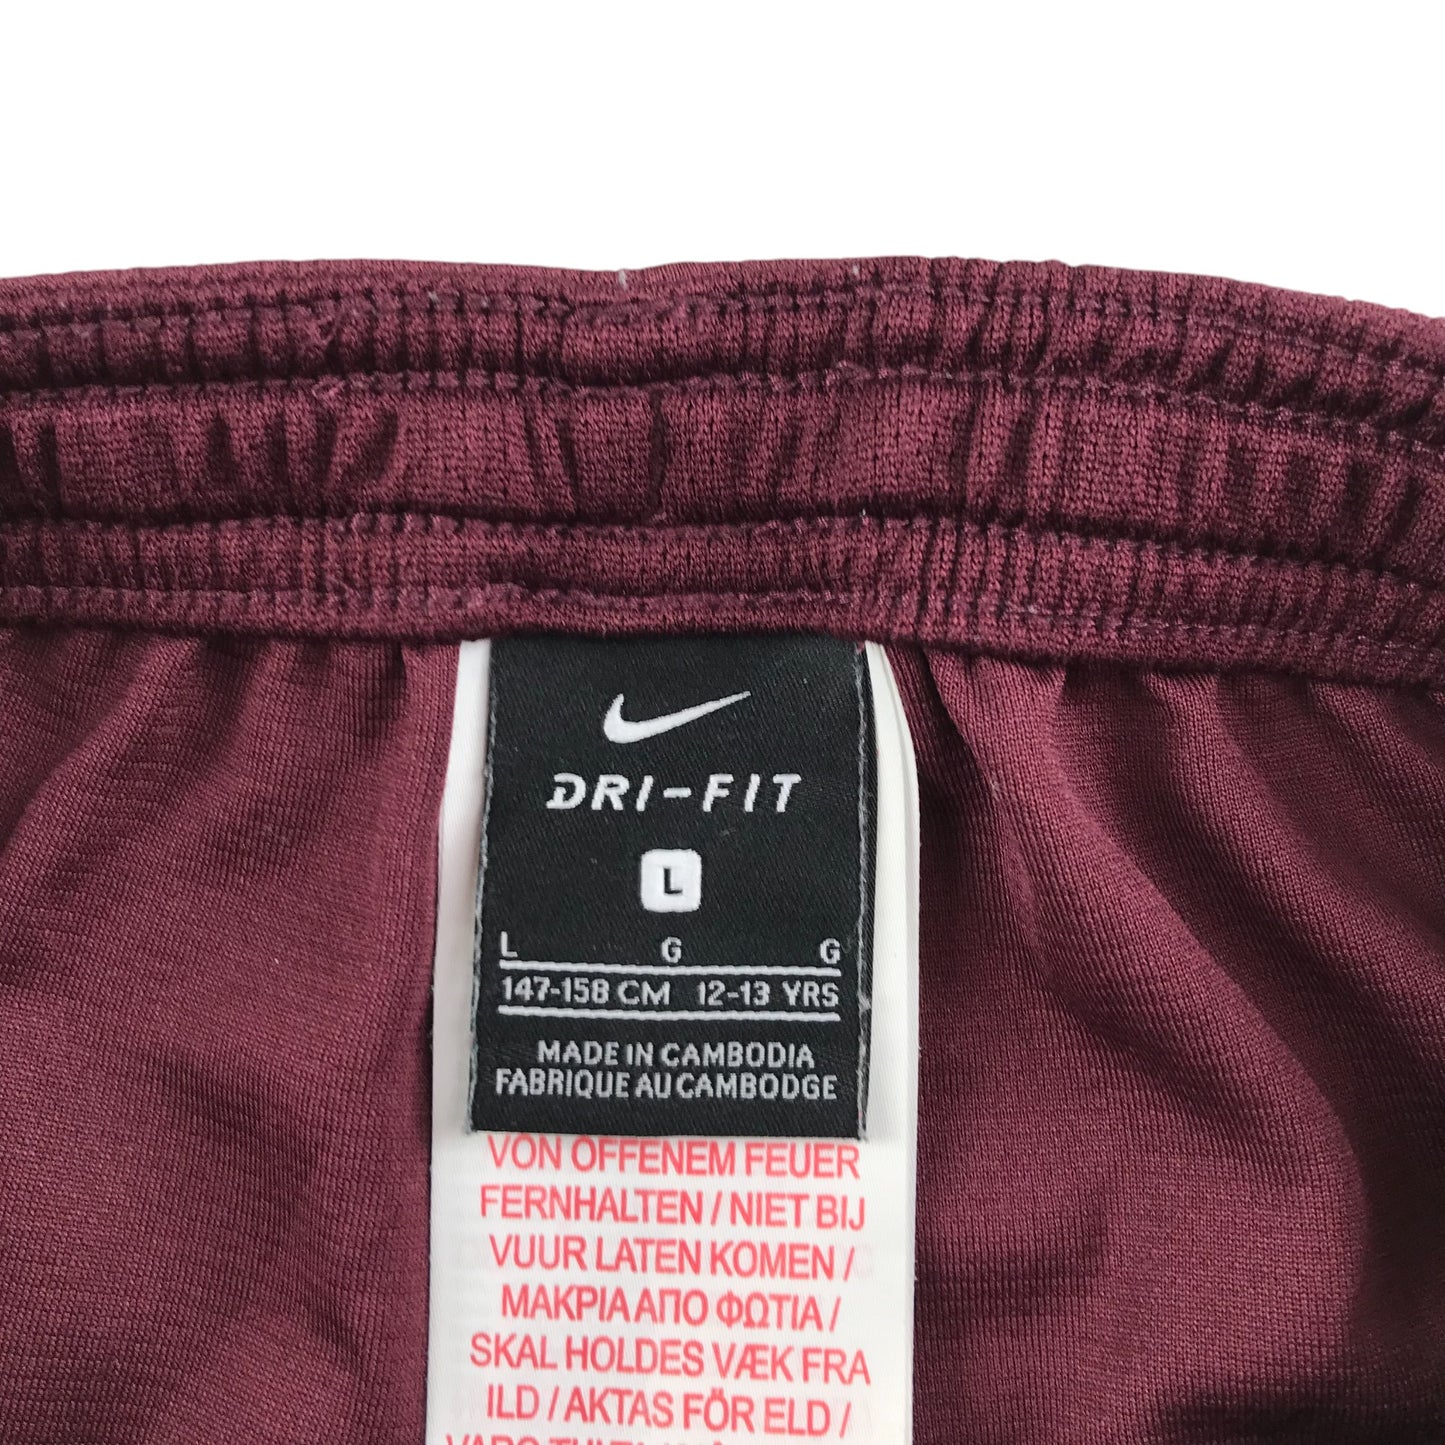 DRI-FIT
L
L G G
147-158 CM 12-13 YRS
MADE IN CAMBODIA
FABRIQUE AU CAMBODGE
VON OFFENEM FEUER
FERNHALTEN / NIET BIJ
VUUR LATEN KOMEN /
ΜΑΚΡΙΑ ΑΠΟ ΦΩΤΙΑ /
SKAL HOLDES VÆK FRA
ILD / AKTAS FÖR ELD /